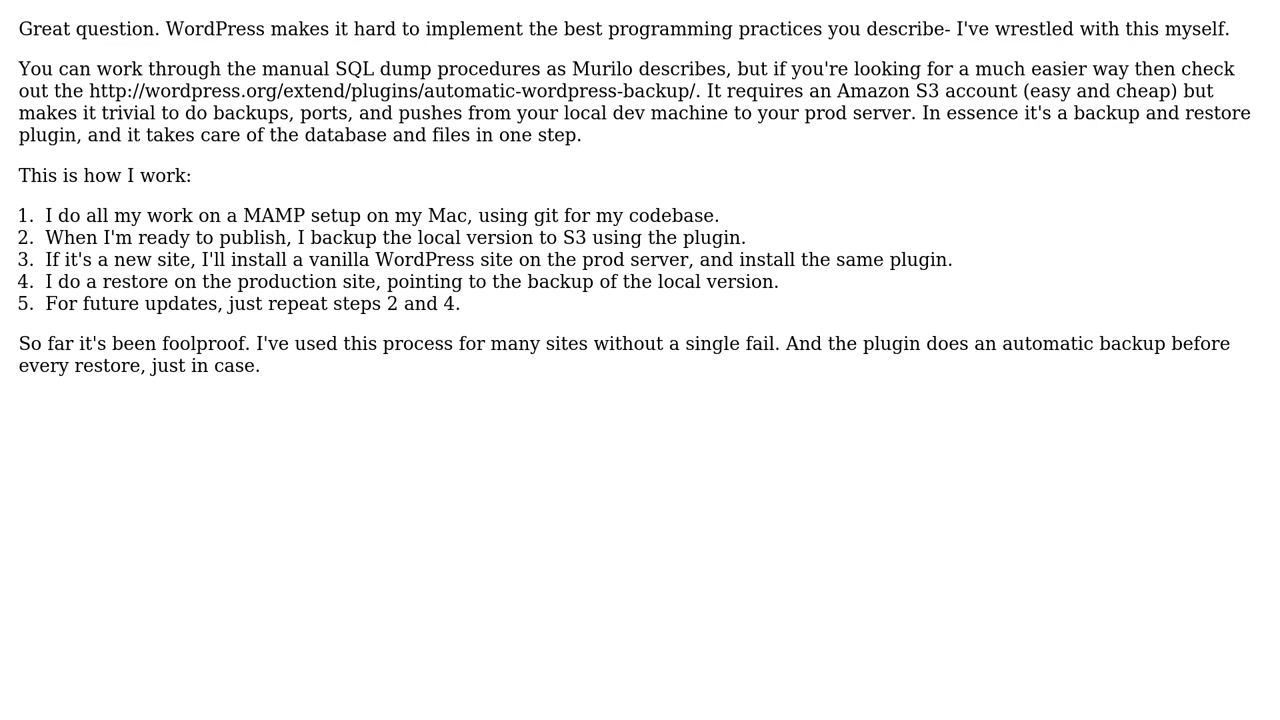 Great question. WordPress makes it hard to implement the best programming practices you describe- I've wrestled with this myself.
You can work through the manual SQL dump procedures as Murilo describes, but if you're looking for a much easier way then check
out the http://wordpress.org/extend/plugins/automatic-wordpress-backup/. It requires an Amazon S3 account (easy and cheap) but
makes it trivial to do backups, ports, and pushes from your local dev machine to your prod server. In essence it's a backup and restore
plugin, and it takes care of the database and files in one step.
This is how I work:
1. I do all my work on a MAMP setup on my Mac, using git for my codebase.
2. When I'm ready to publish, I backup the local version to S3 using the plugin.
3. If it's a new site, I'll install a vanilla WordPress site on the prod server, and install the same plugin.
4. I do a restore on the production site, pointing to the backup of the local version.
5. For future updates, just repeat steps 2 and 4.
So far it's been foolproof. I've used this process for many sites without a single fail. And the plugin does an automatic backup before
every restore, just in case.